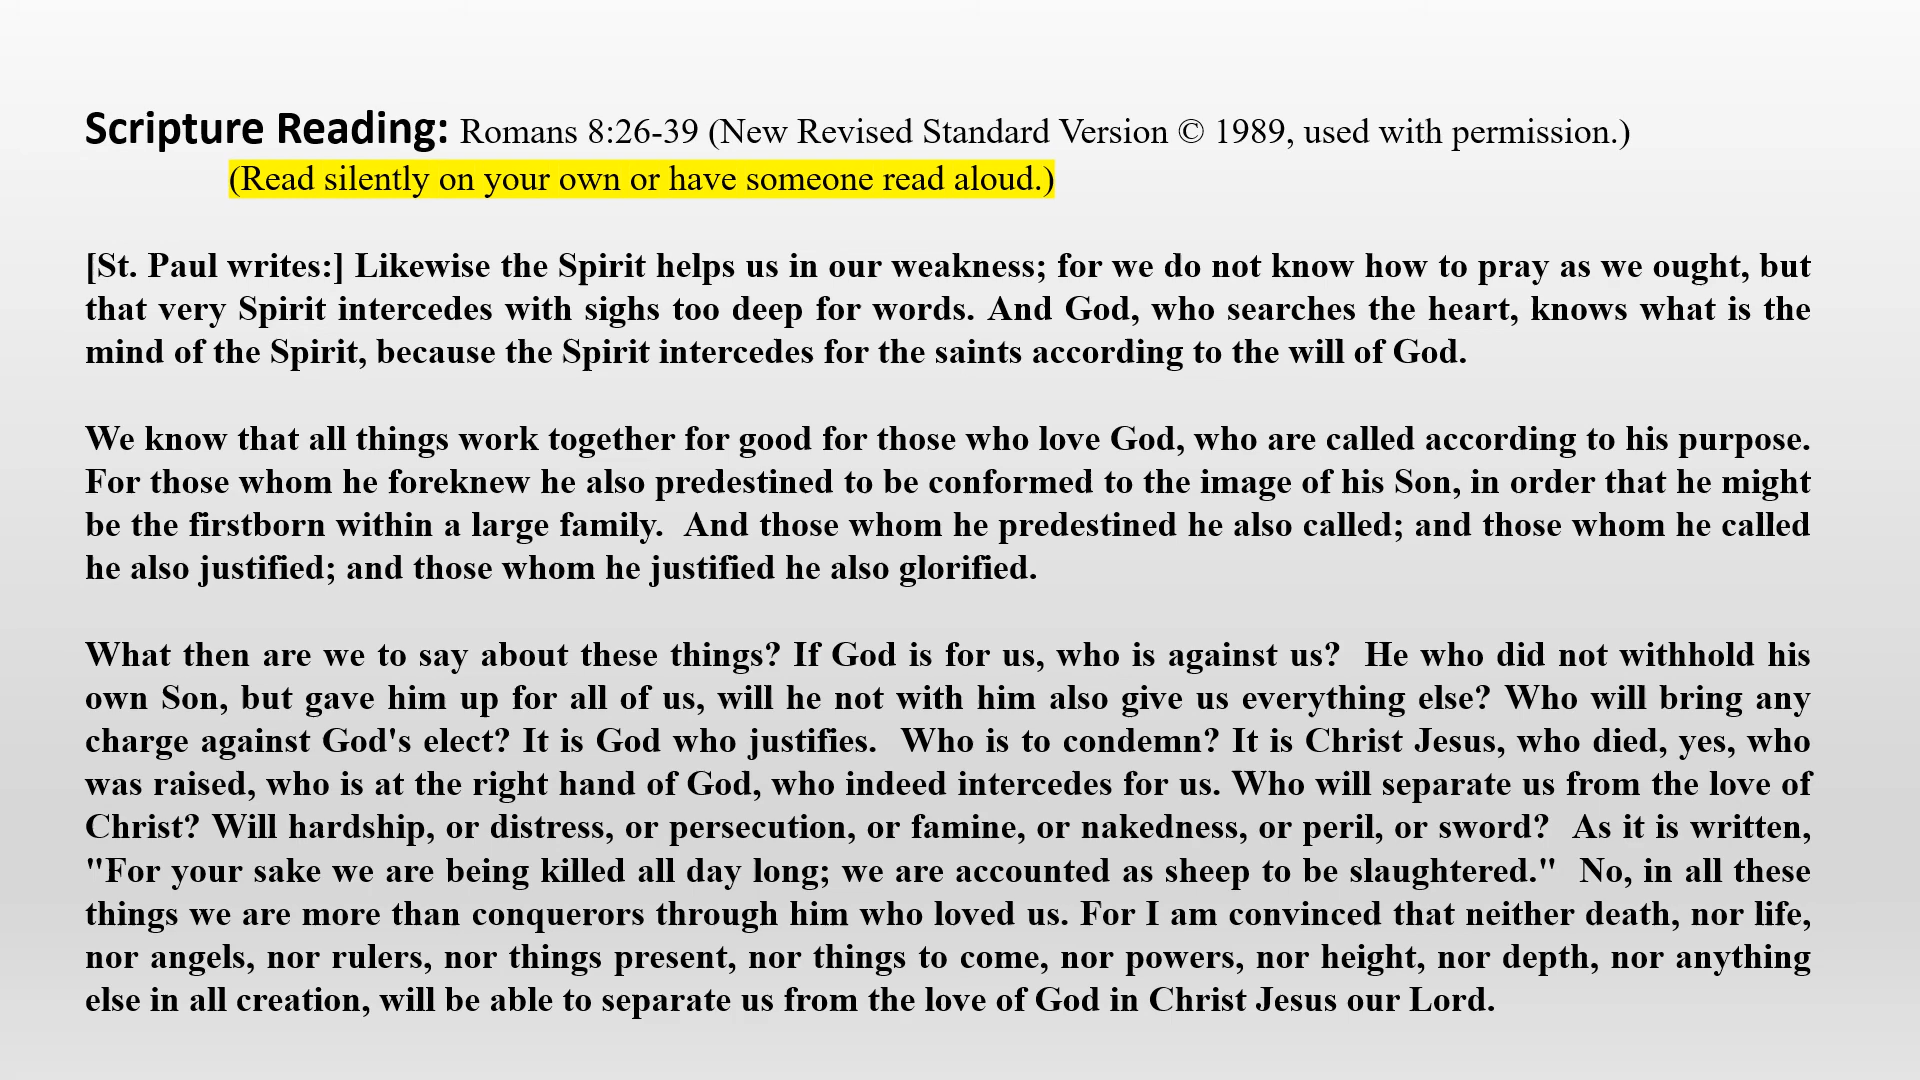 Scripture Reading: Romans 8:26-39 (New Revised Standard Version © 1989, used with permission.)
(Read silently on your own or have someone read aloud.)
[St. Paul writes:] Likewise the Spirit helps us in our weakness; for we do not know how to pray as we ought, but
that very Spirit intercedes with sighs too deep for words. And God, who searches the heart, knows what is the
mind of the Spirit, because the Spirit intercedes for the saints according to the will of God.
We know that all things work together for good for those who love God, who are called according to his purpose.
For those whom he foreknew he also predestined to be conformed to the image of his Son, in order that he might
be the firstborn within a large family.  And those whom he predestined he also called; and those whom he called
he also justified; and those whom he justified he also glorified.
What then are we to say about these things? If God is for us, who is against us?  He who did not withhold his
own Son, but gave him up for all of us, will he not with him also give us everything else? Who will bring any
charge against God's elect? It is God who justifies.  Who is to condemn? It is Christ Jesus, who died, yes, who
was raised, who is at the right hand of God, who indeed intercedes for us. Who will separate us from the love of
Christ? Will hardship, or distress, or persecution, or famine, or nakedness, or peril, or sword?  As it is written,
"For your sake we are being killed all day long; we are accounted as sheep to be slaughtered."  No, in all these
things we are more than conquerors through him who loved us. For I am convinced that neither death, nor life,
nor angels, nor rulers, nor things present, nor things to come, nor powers, nor height, nor depth, nor anything
else in all creation, will be able to separate us from the love of God in Christ Jesus our Lord.